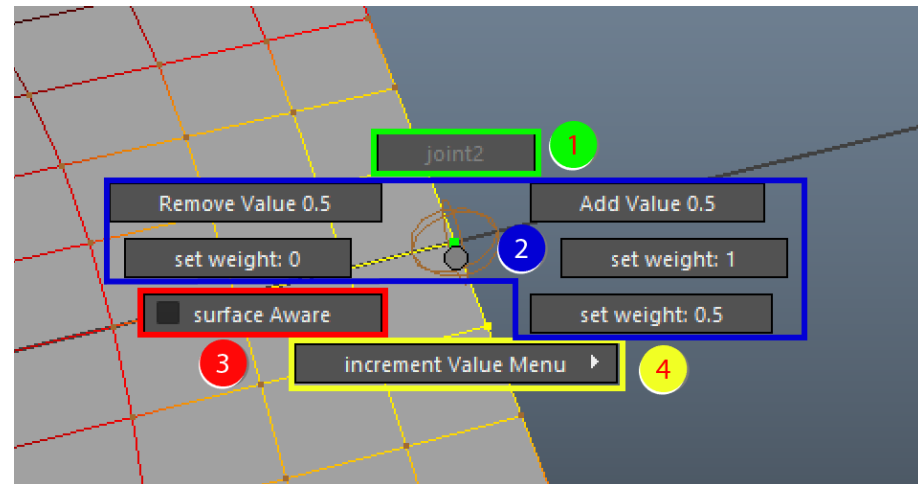 joint2
1
Remove Value 0.5
Add Value 0.5
2
set weight: 0
set weight: 1
surface Aware
set weight: 0.5
3
increment Value Menu
4